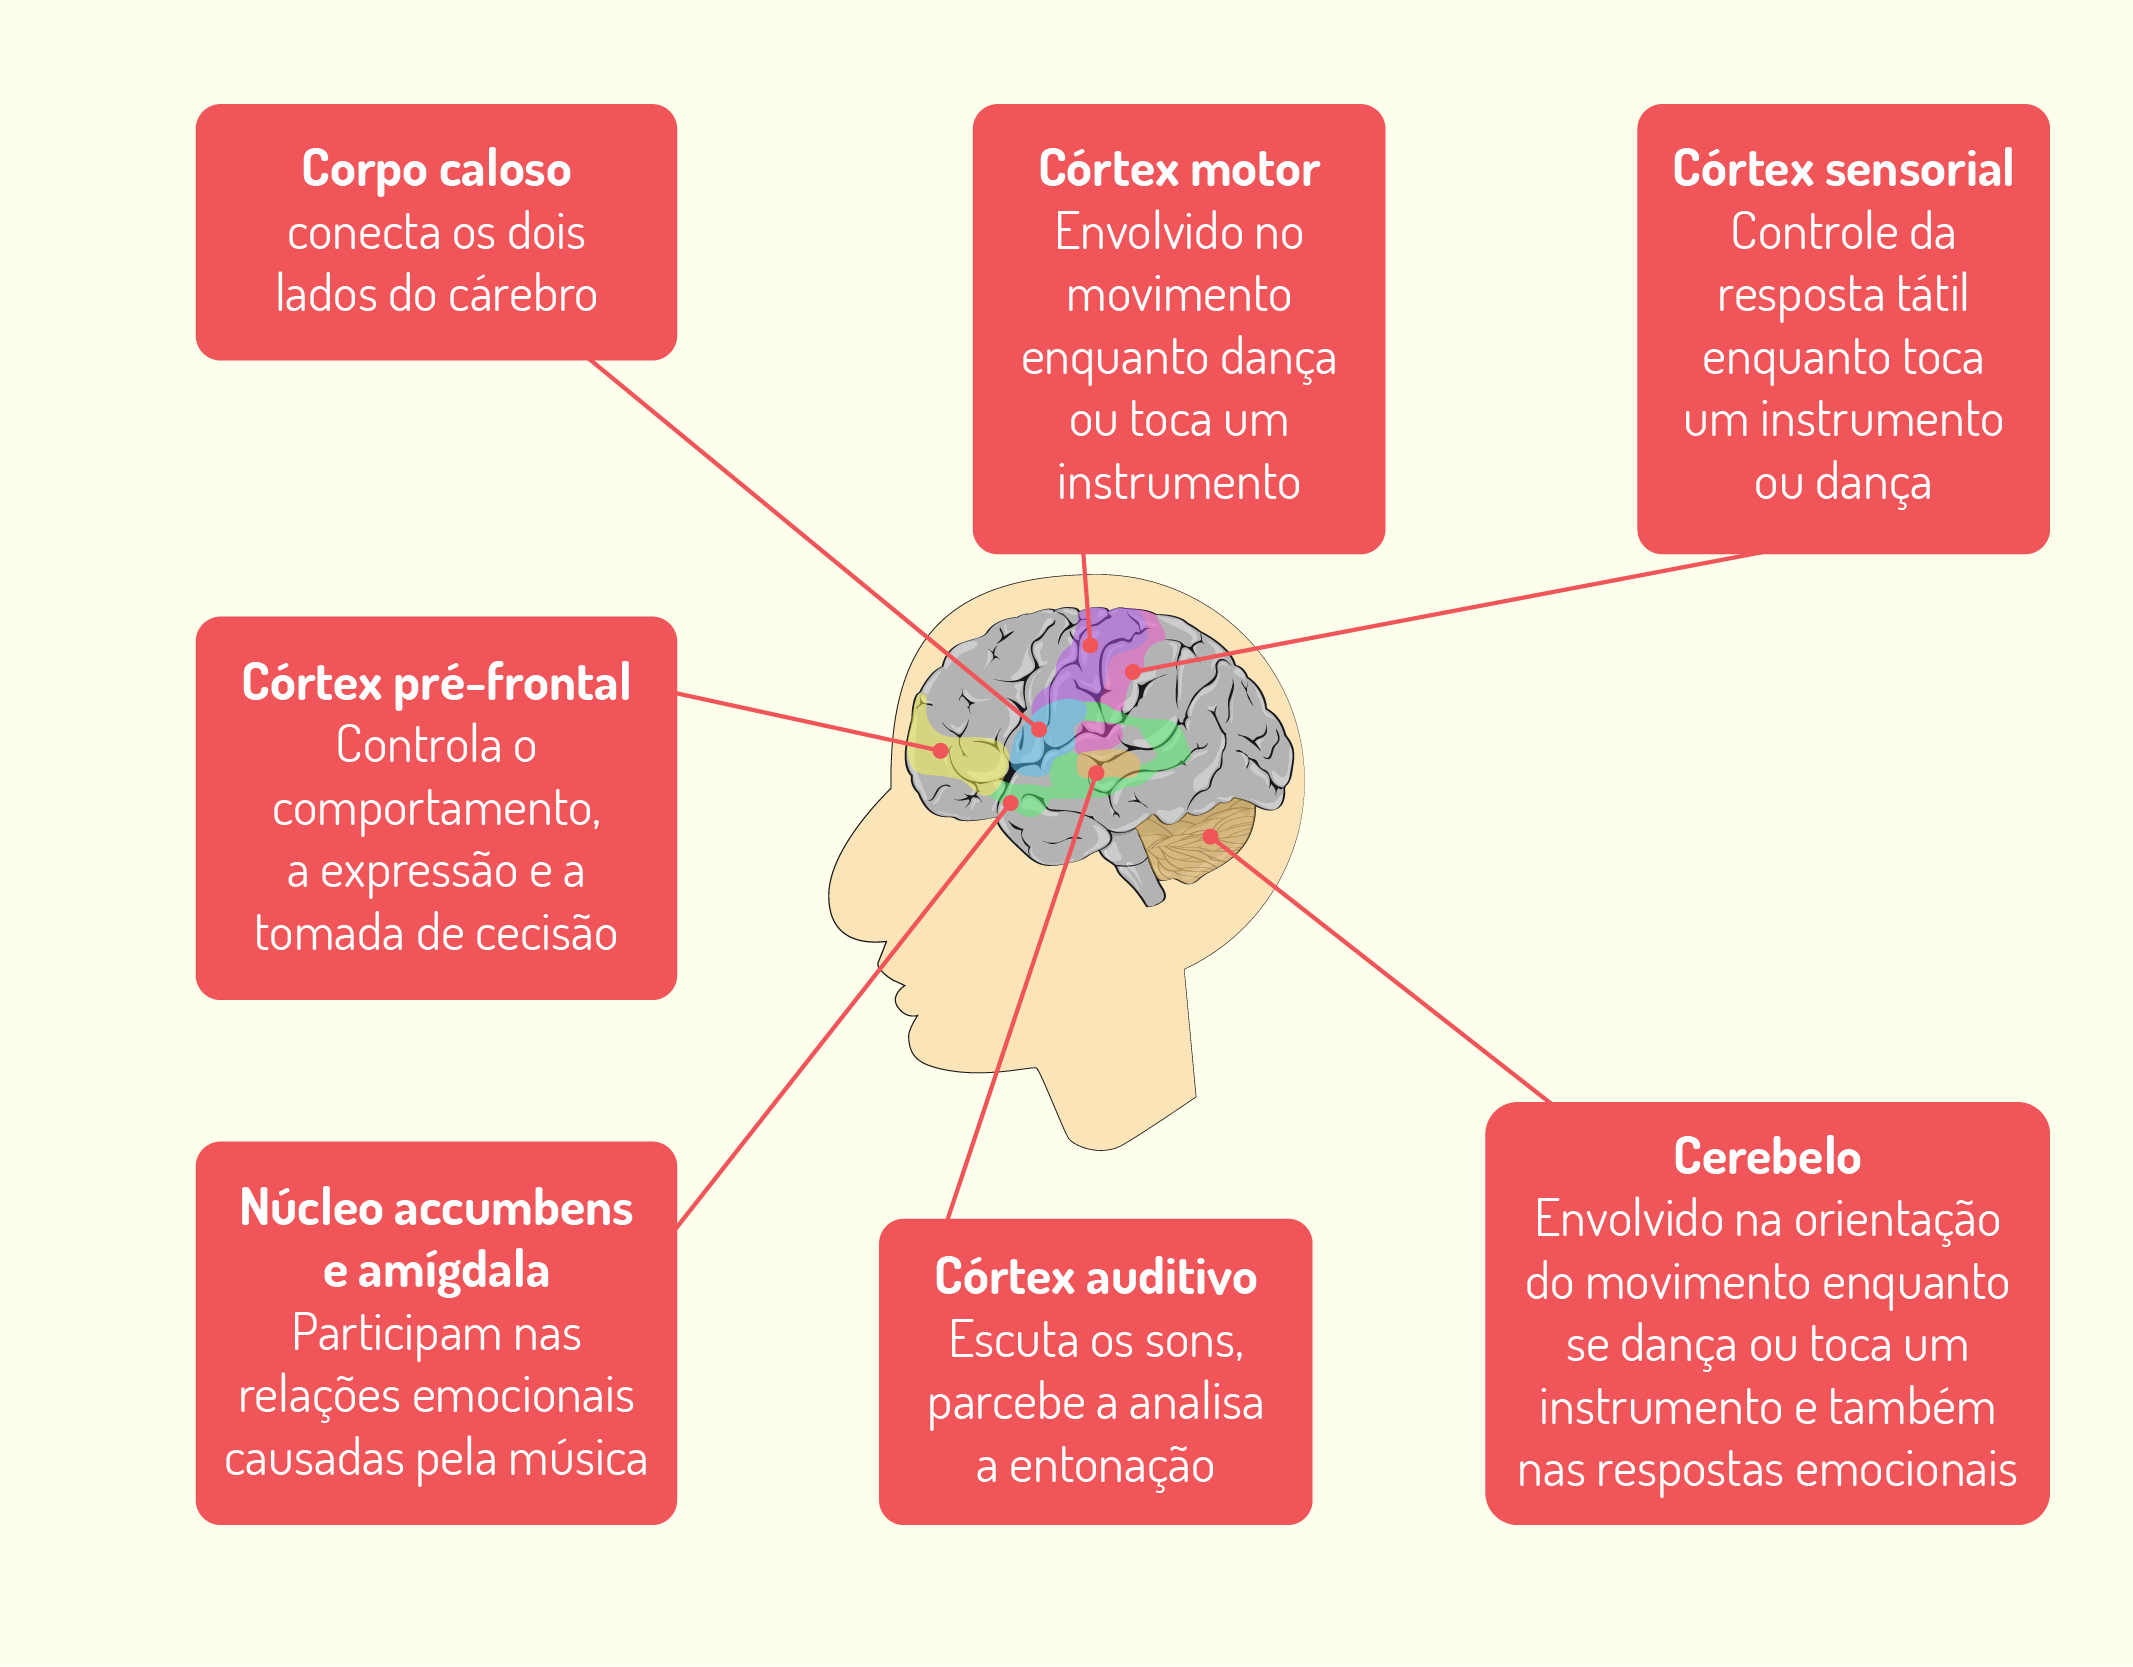 Corpo caloso
conecta os dois
lados do cárebro
Córtex motor
Envolvido no
movimento
enquanto dança
ou toca um
instrumento
Córtex sensorial
Controle da
resposta tátil
enquanto toca
um instrumento
ou dança
Córtex pré-frontal
Controla o
comportamento,
a expressão e a
tomada de cecisão
Núcleo accumbens
e amígdala
Participam nas
relações emocionais
causadas pela música
Córtex auditivo
Escuta os sons,
parcebe a analisa
a entonação
Cerebelo
Envolvido na orientação
do movimento enquanto
se dança ou toca um
instrumento e também
nas respostas emocionais